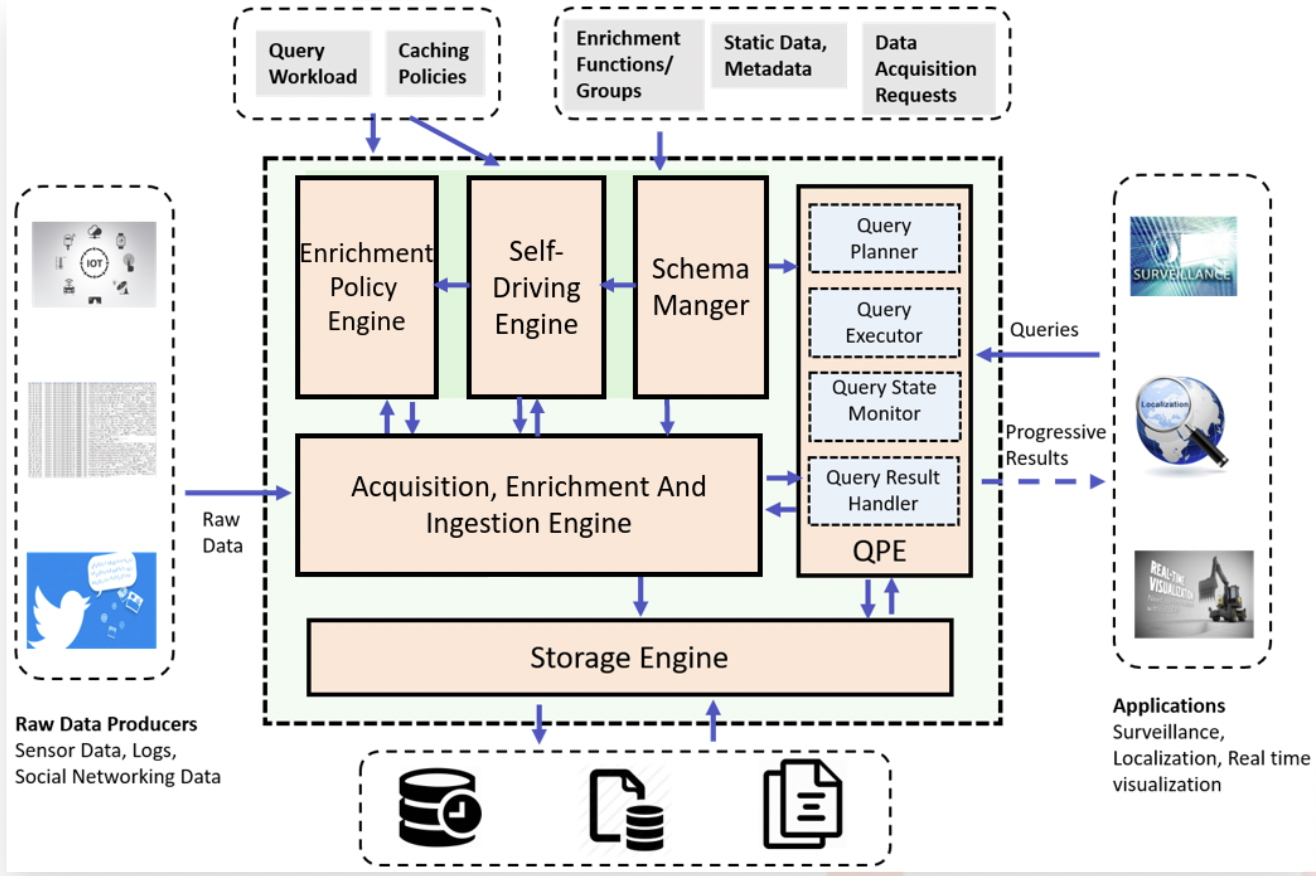 Query
Workload
Caching
Policies
Enrichment
Functions/
Groups
Static Data,
Metadata
Data
Acquisition
Requests
IOT
Enrichment
Policy
Engine
Self-
Driving
Engine
Schema
Manger
Query
Planner
Query
Executor
Query State
Monitor
Query Result
Handler
QPE
Acquisition, Enrichment And
Ingestion Engine
Storage Engine
Raw
Data
Queries
Progressive
Results
SURVEILLANCE
Localization
REAL-TIME
VISUALIZATION
Raw Data Producers
Sensor Data, Logs,
Social Networking Data
Applications
Surveillance,
Localization, Real time
visualization